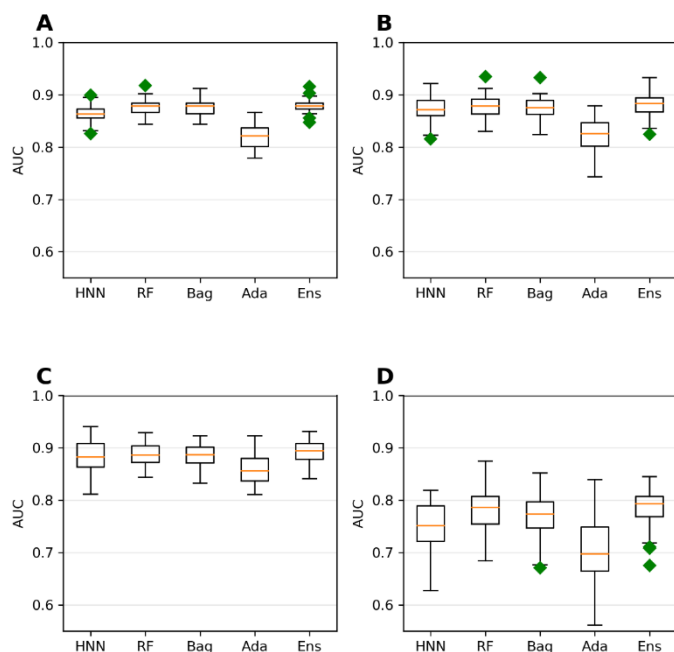 A B
1.0 1.0
0.9 0.9
0.8 0.8
AUC AUC
0.7 0.7
0.6 0.6
HNN RF Bag Ada Ens HNN RF Bag Ada Ens
C D
1.0 1.0
0.9 0.9
0.8 0.8
AUC AUC
0.7 0.7
0.6 0.6
HNN RF Bag Ada Ens HNN RF Bag Ada Ens